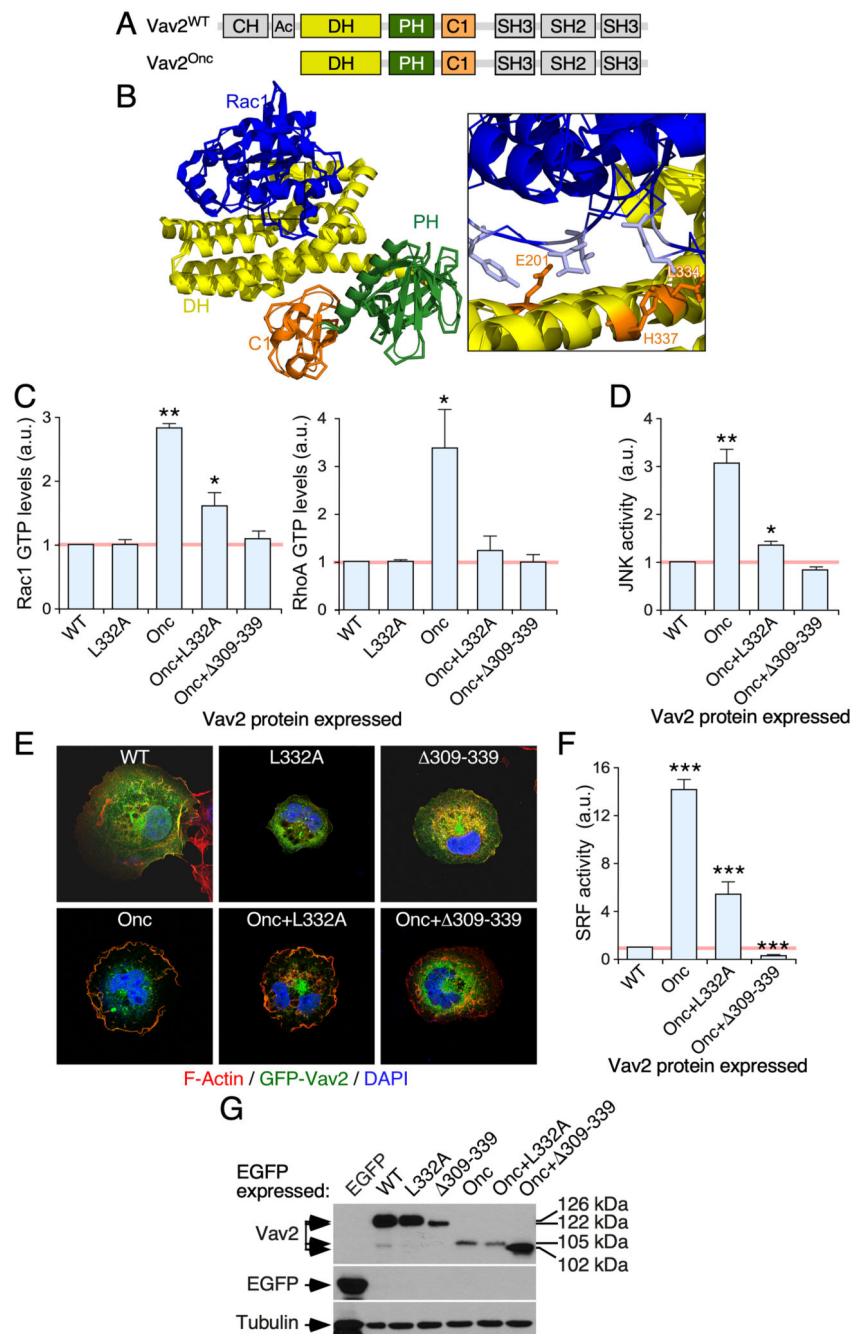 A
Vav2WT CH Ac DH PH C1 SH3 SH2 SH3
Vav2Onc DH PH C1 SH3 SH2 SH3
B
Rac1
PH
DH
C1
E201
L334
H337
C
Rac1 GTP levels (a.u.)
3
2
1
0
**
*
WT
L332A
Onc
Onc+L332A
Onc+Δ309-339
RhoA GTP levels (a.u.)
4
3
2
1
0
*
WT
L332A
Onc
Onc+L332A
Onc+Δ309-339
Vav2 protein expressed
D
JNK activity (a.u.)
4
3
2
1
0
**
*
WT
Onc
Onc+L332A
Onc+Δ309-339
Vav2 protein expressed
E
WT L332A Δ309-339
Onc Onc+L332A Onc+Δ309-339
F-Actin / GFP-Vav2 / DAPI
F
SRF activity (a.u.)
16
12
8
4
0
***
***
***
WT
Onc
Onc+L332A
Onc+Δ309-339
Vav2 protein expressed
G
EGFP
expressed:
EGFP
WT
L332A
Δ309-339
Onc
Onc+L332A
Onc+Δ309-339
Vav2
126 kDa
122 kDa
105 kDa
102 kDa
EGFP
Tubulin